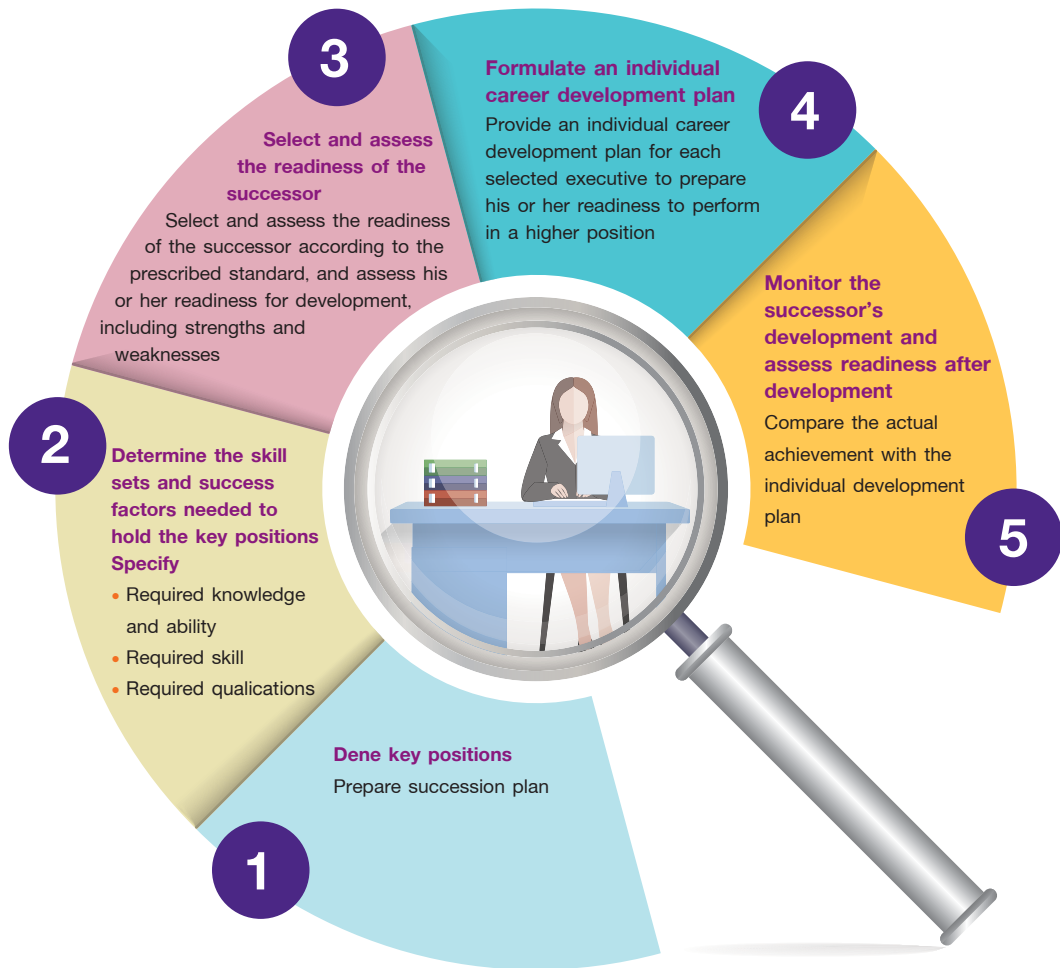 1
Dene key positions
Prepare succession plan
2
Determine the skill
sets and success
factors needed to
hold the key positions
Specify
• Required knowledge
and ability
• Required skill
• Required qualications
3
Select and assess
the readiness of the
successor
Select and assess the readiness
of the successor according to the
prescribed standard, and assess his
or her readiness for development,
including strengths and
weaknesses
4
Formulate an individual
career development plan
Provide an individual career
development plan for each
selected executive to prepare
his or her readiness to perform
in a higher position
5
Monitor the
successor's
development and
assess readiness after
development
Compare the actual
achievement with the
individual development
plan